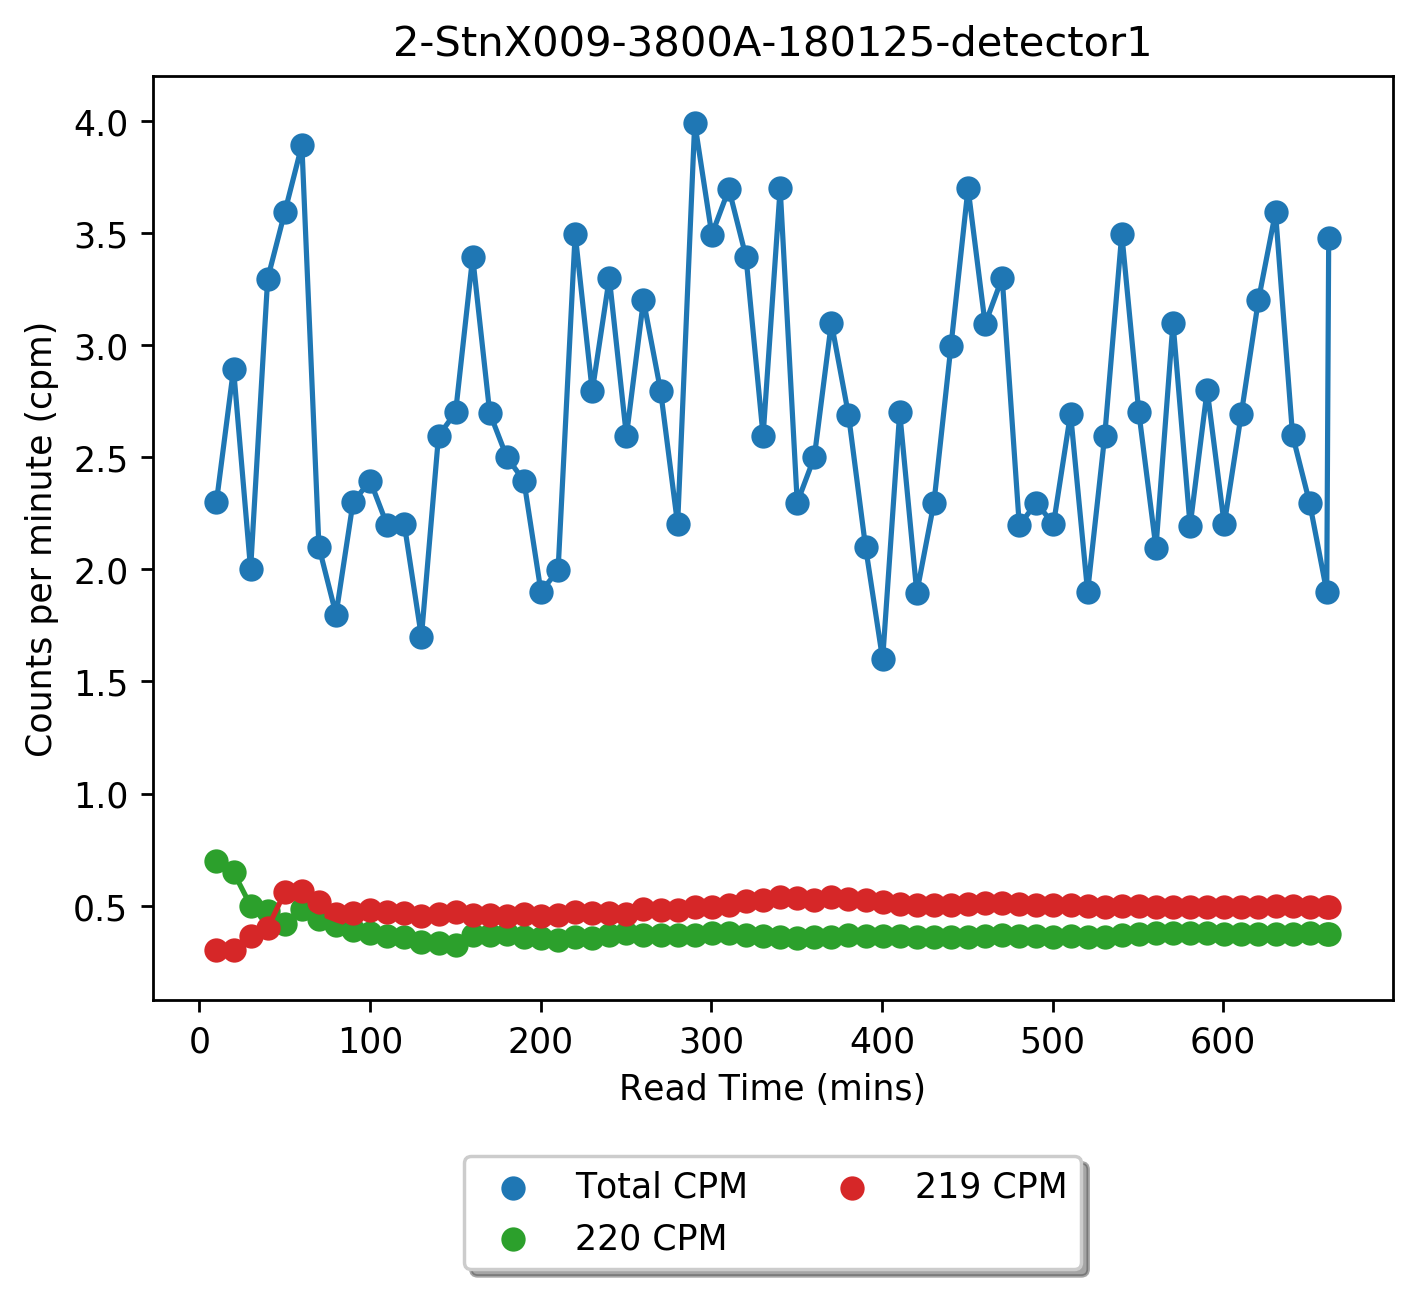 2-StnX009-3800A-180125-detector1
4.0
3.5
3.0
2.5
2.0
1.5
1.0
0.5
Counts per minute (cpm)
0 100 200 300 400 500 600
Read Time (mins)
Total CPM 219 CPM
220 CPM